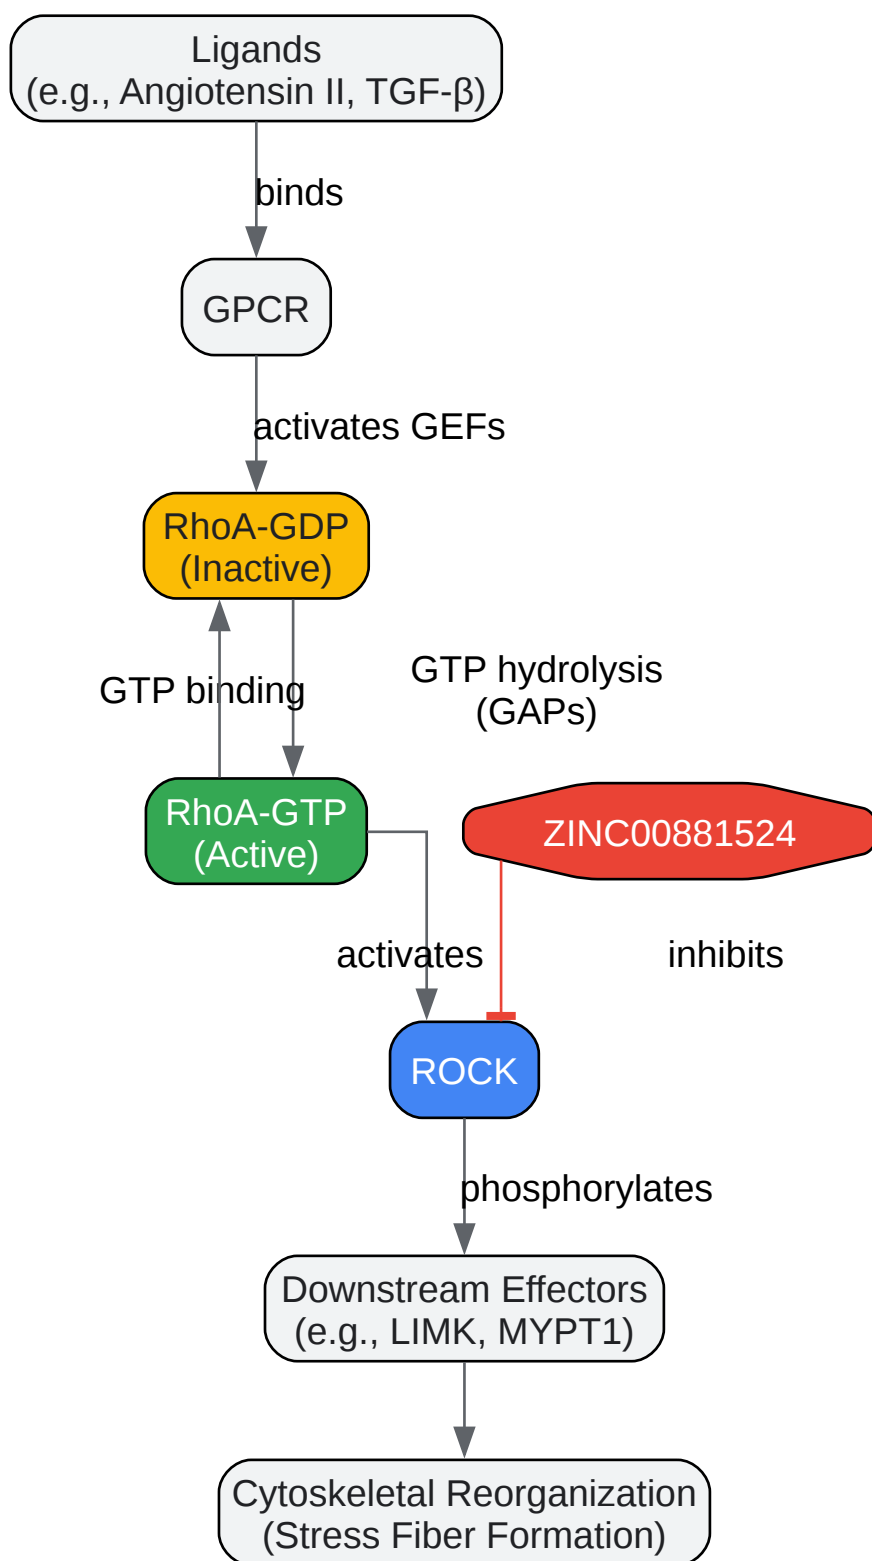 Ligands
(e.g., Angiotensin II, TGF-β)
binds
GPCR
activates GEFs
RhoA-GDP
(Inactive)
GTP binding
GTP hydrolysis
(GAPs)
RhoA-GTP
(Active)
ZINC00881524
activates
inhibits
ROCK
phosphorylates
Downstream Effectors
(e.g., LIMK, MYPT1)
Cytoskeletal Reorganization
(Stress Fiber Formation)